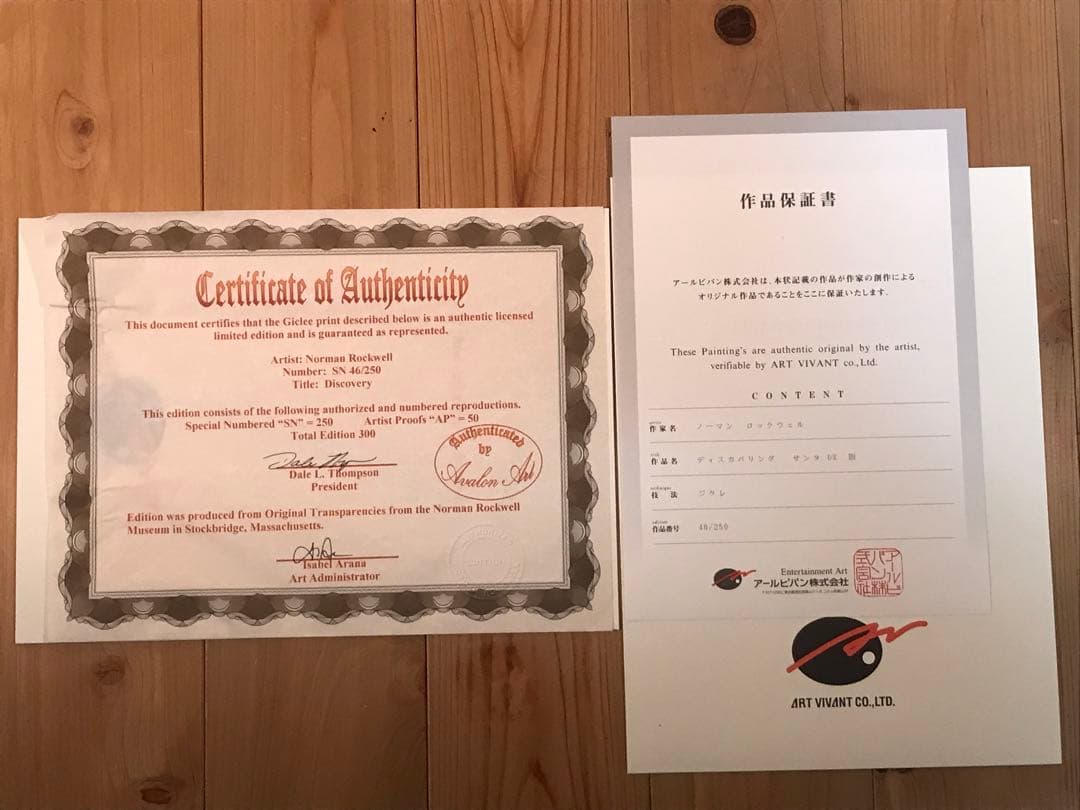 Certificate of Authenticity
This document certifies that the Giclee print described below is an authentic licensed
limited edition and is guaranteed as represented.
Artist: Norman Rockwell
Number: SN 46/250
Title: Discovery
This edition consists of the following authorized and numbered reproductions.
Special Numbered “SN” = 250 Artist Proofs “AP” = 50
Total Edition 300
Authenticated
by
Avalon Art
Dale L. Thompson
President
Edition was produced from Original Transparencies from the Norman Rockwell
Museum in Stockbridge, Massachusetts.
Isabel Arana
Art Administrator
作品保証書
アールビバン株式会社は、本状記載の作品が作家の創作による
オリジナル作品であることをここに保証いたします.
These Painting's are authentic original by the artist,
verifiable by ART VIVANT co.,Ltd.
CONTENT
作家名 ノーマン ロックウェル
作品名 ディスカバリング サンタ
技法 ジクレ
作品番号 46/250
Entertainment Art
アールビバン株式会社
ART VIVANT CO.,LTD.